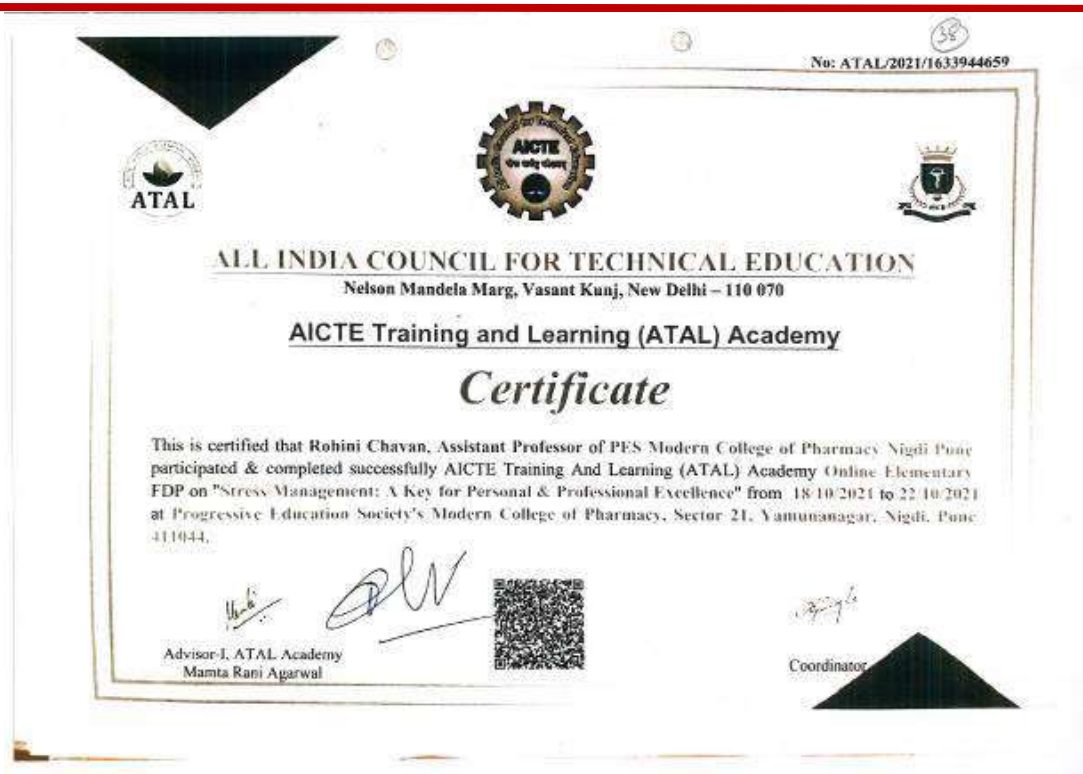 38
No: ATAL/2021/1633944659
AICTE
ATAL
ALL INDIA COUNCIL FOR TECHNICAL EDUCATION
Nelson Mandela Marg, Vasant Kunj, New Delhi – 110 070
AICTE Training and Learning (ATAL) Academy
Certificate
This is certified that Rohini Chavan, Assistant Professor of PES Modern College of Pharmacy Nigdi Pune
participated & completed successfully AICTE Training And Learning (ATAL) Academy Online Elementary
FDP on "Stress Management: A Key for Personal & Professional Excellence" from 18/10/2021 to 22/10/2021
at Progressive Education Society's Modern College of Pharmacy, Sector 21, Yamunanagar, Nigdi, Pune
411044.
Advisor-I, ATAL Academy
Mamta Rani Agarwal
Coordinator